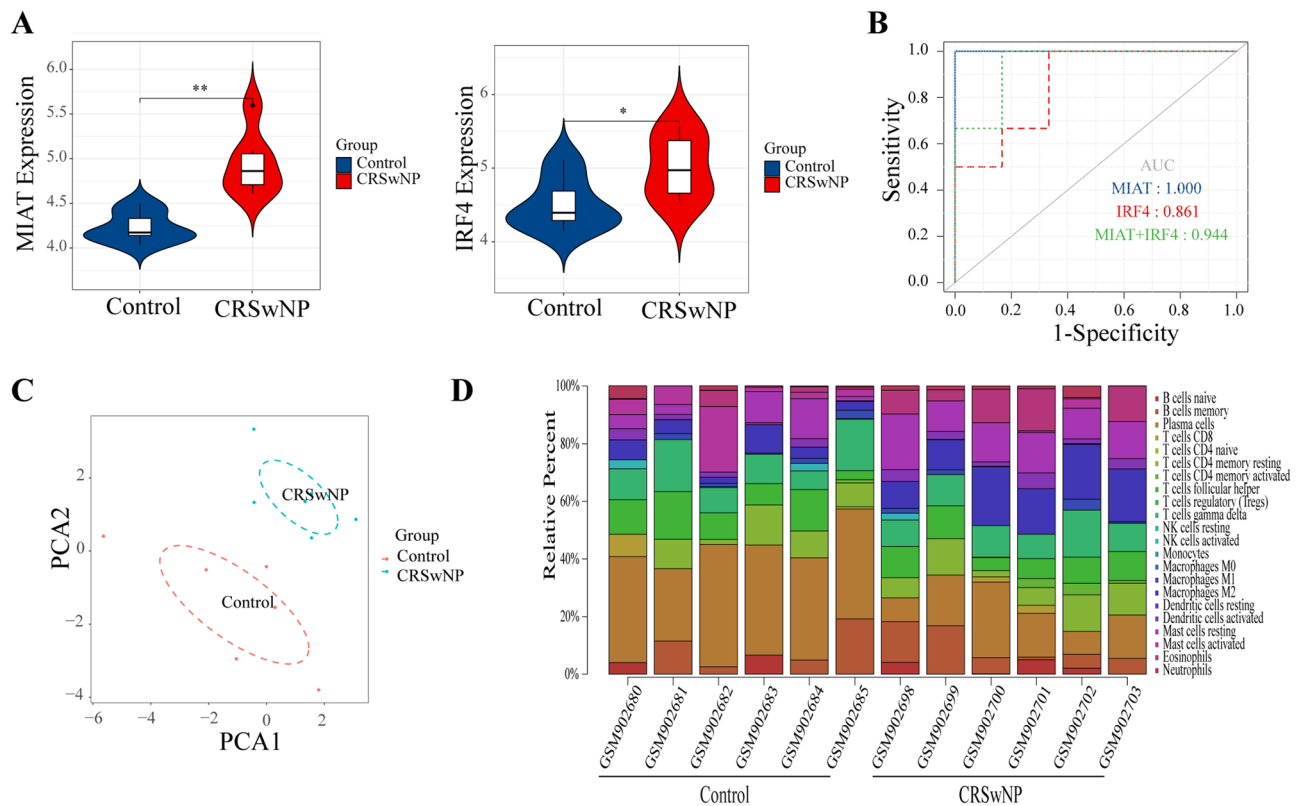 A
MIAT Expression
6.0
5.5
5.0
4.5
4.0
**
Control
CRSwNP
Group
Control
CRSwNP
IRF4 Expression
6
5
4
*
Control
CRSwNP
Group
Control
CRSwNP
B
Sensitivity
1.0
0.8
0.6
0.4
0.2
0.0
AUC
MIAT : 1.000
IRF4 : 0.861
MIAT+IRF4 : 0.944
0.0 0.2 0.4 0.6 0.8 1.0
1-Specificity
C
PCA2
2
0
−2
−4
CRSwNP
Control
Group
Control
CRSwNP
−6 −4 −2 0 2
PCA1
D
Relative Percent
100%
80%
60%
40%
20%
0%
B cells naive
B cells memory
Plasma cells
T cells CD8
T cells CD4 naive
T cells CD4 memory resting
T cells CD4 memory activated
T cells follicular helper
T cells regulatory (Tregs)
T cells gamma delta
NK cells resting
NK cells activated
Monocytes
Macrophages M0
Macrophages M1
Macrophages M2
Dendritic cells resting
Dendritic cells activated
Mast cells resting
Mast cells activated
Eosinophils
Neutrophils
GSM902680
GSM902681
GSM902682
GSM902683
GSM902684
GSM902685
GSM902698
GSM902699
GSM902700
GSM902701
GSM902702
GSM902703
Control
CRSwNP